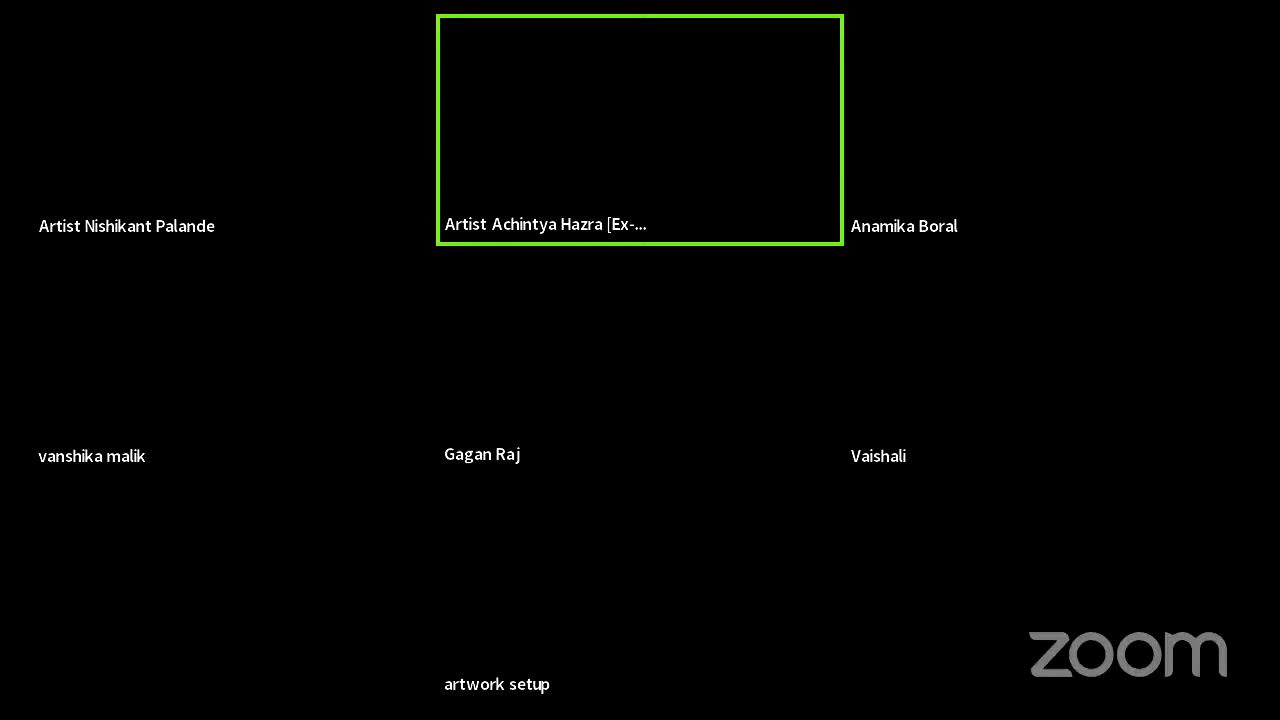 Artist Nishikant Palande
Artist Achintya Hazra [Ex-...
Anamika Boral
vanshika malik
Gagan Raj
Vaishali
artwork setup
zoom